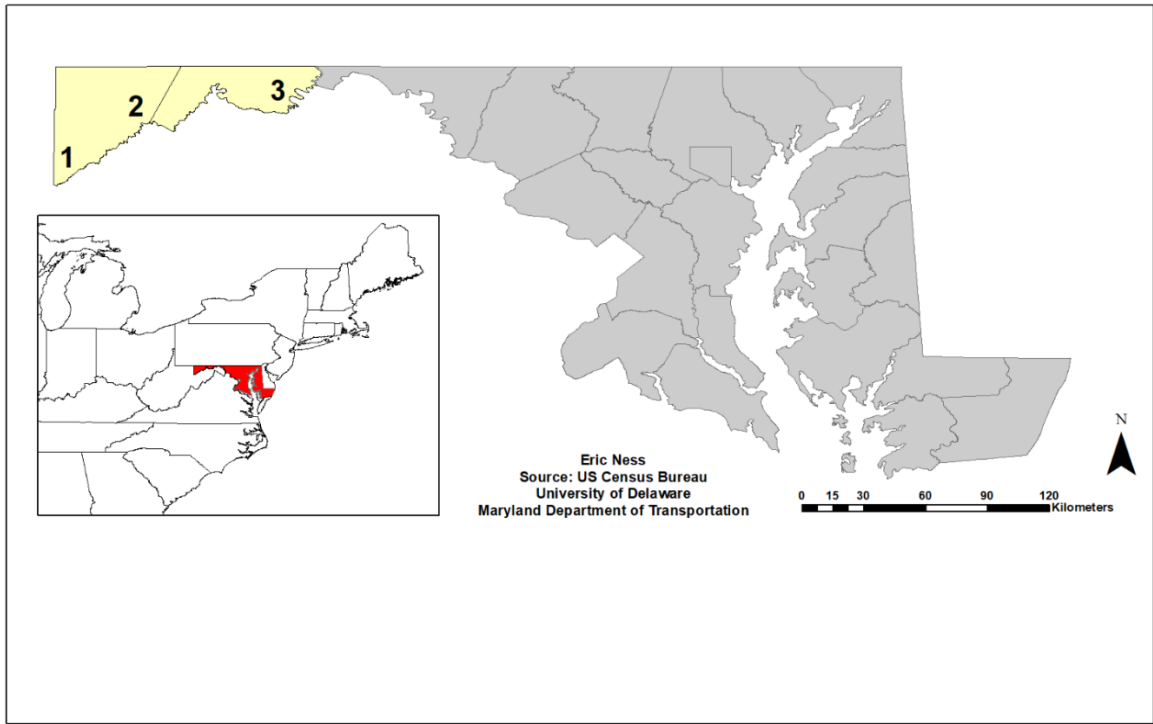 1
2
3
Eric Ness
Source: US Census Bureau
University of Delaware
Maryland Department of Transportation
N
0 15 30 60 90 120
Kilometers